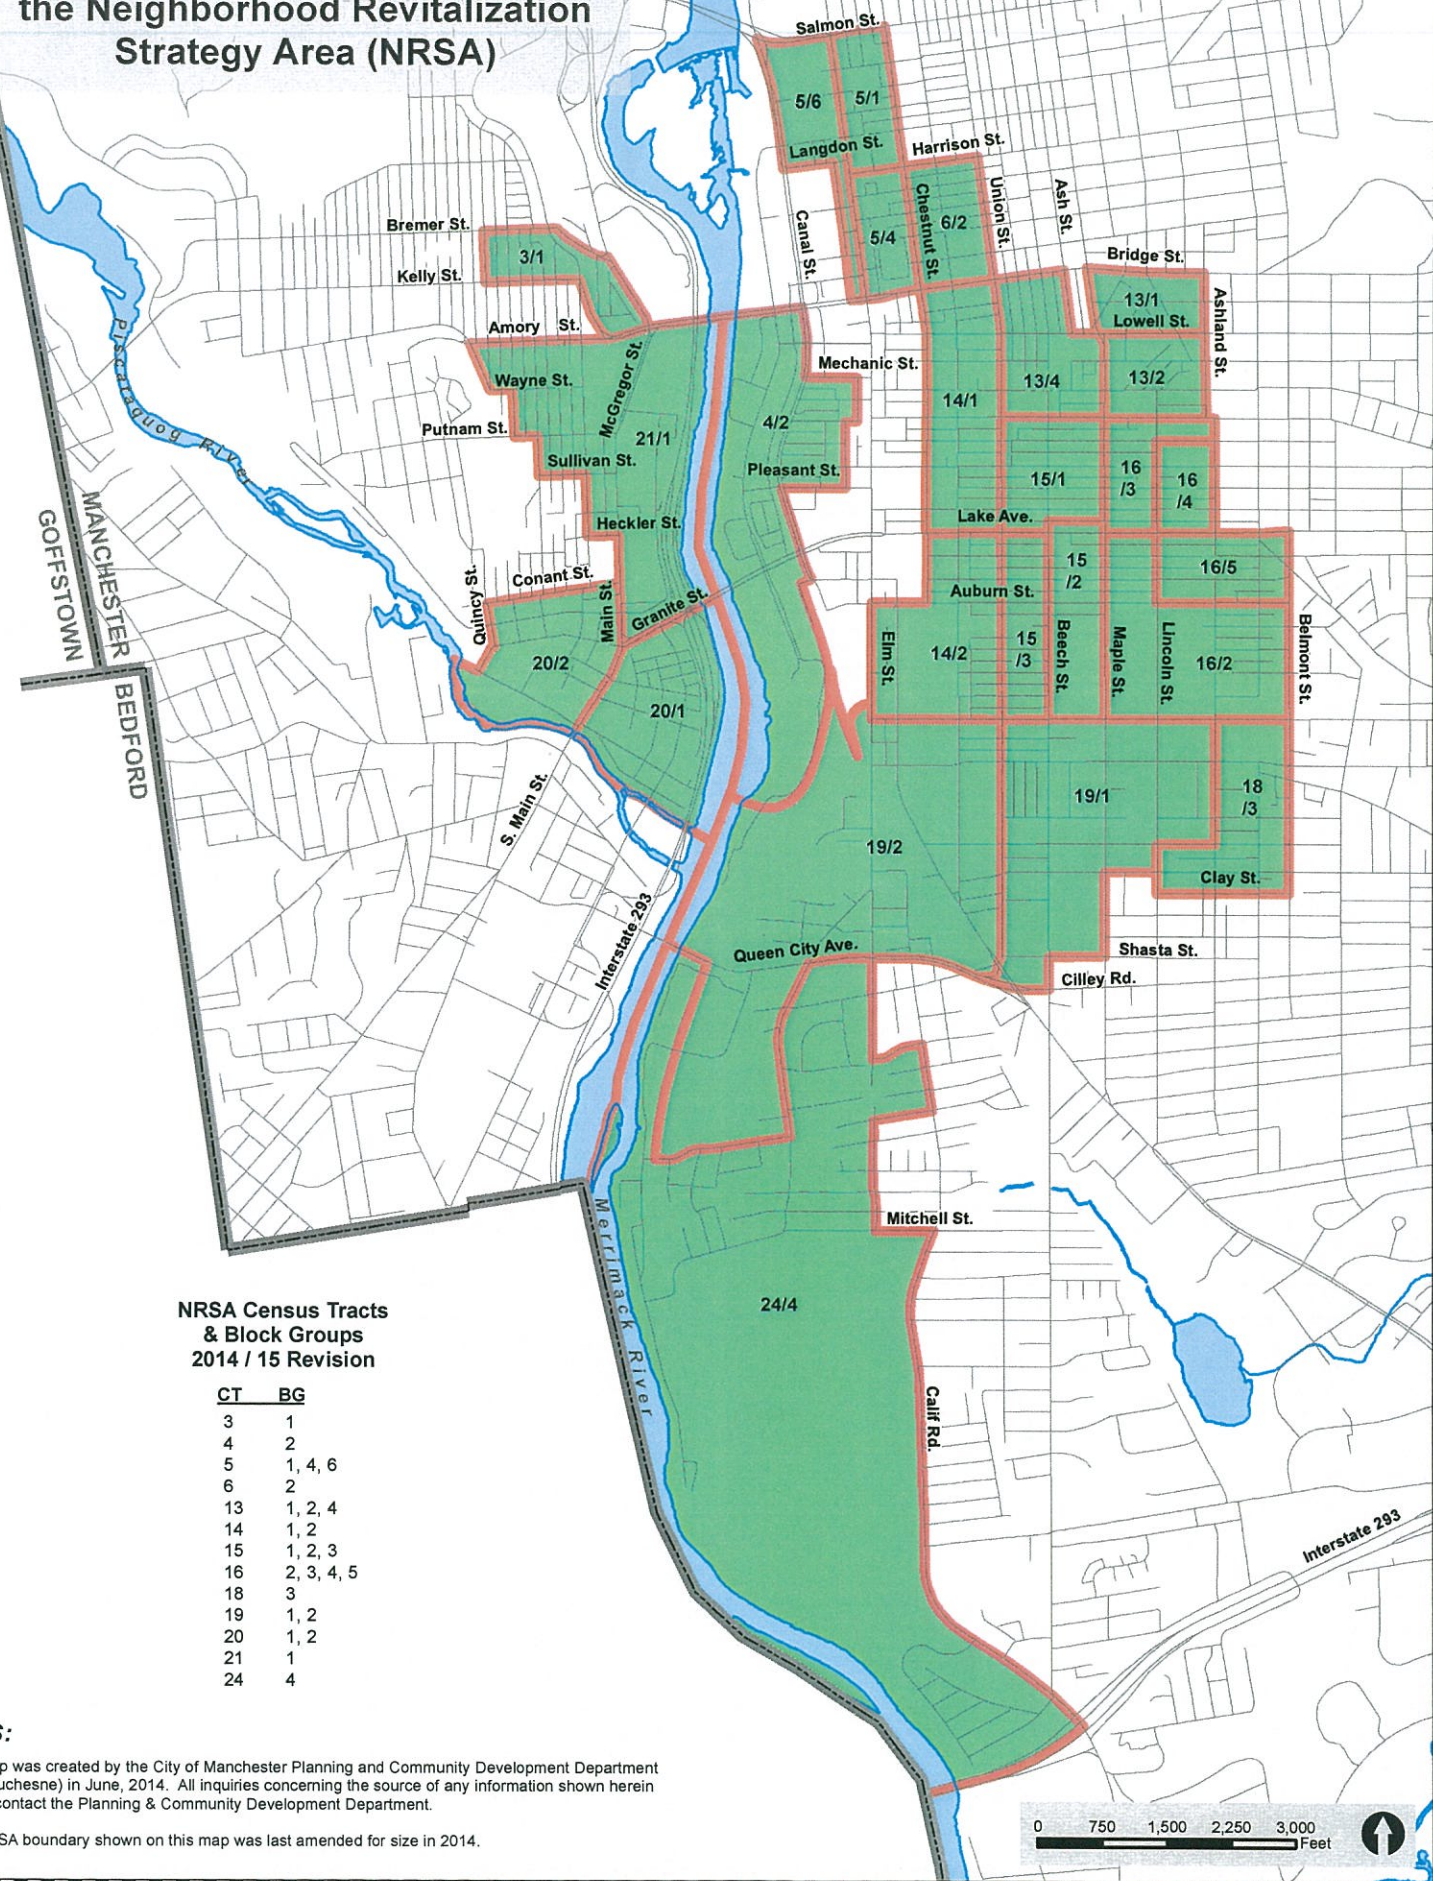 the Neighborhood Revitalization
Strategy Area (NRSA)
Salmon St.
5/6
5/1
Langdon St.
Harrison St.
Canal St.
5/4
Chestnut St.
6/2
Union St.
Ash St.
Bremer St.
3/1
Kelly St.
Bridge St.
13/1
Lowell St.
Ashland St.
Amory St.
Wayne St.
McGregor St.
Mechanic St.
13/4
13/2
14/1
4/2
Putnam St.
21/1
Sullivan St.
Pleasant St.
15/1
16
/3
16
/4
Piscataquog River
Heckler St.
Lake Ave.
MANCHESTER
GOFFSTOWN
BEDFORD
Quincy St.
Conant St.
Main St.
Granite St.
Auburn St.
15
/2
16/5
Elm St.
14/2
15
/3
Beech St.
Maple St.
Lincoln St.
16/2
Belmont St.
20/2
20/1
S. Main St.
19/1
18
/3
19/2
Clay St.
Interstate 293
Queen City Ave.
Shasta St.
Cilley Rd.
Mitchell St.
Merrimack River
24/4
Calif Rd.
Interstate 293
NRSA Census Tracts
& Block Groups
2014 / 15 Revision
CT BG
3 1
4 2
5 1, 4, 6
6 2
13 1, 2, 4
14 1, 2
15 1, 2, 3
16 2, 3, 4, 5
18 3
19 1, 2
20 1, 2
21 1
24 4
S:
p was created by the City of Manchester Planning and Community Development Department
uchesne) in June, 2014. All inquiries concerning the source of any information shown herein
contact the Planning & Community Development Department.
SA boundary shown on this map was last amended for size in 2014.
0 750 1,500 2,250 3,000
Feet